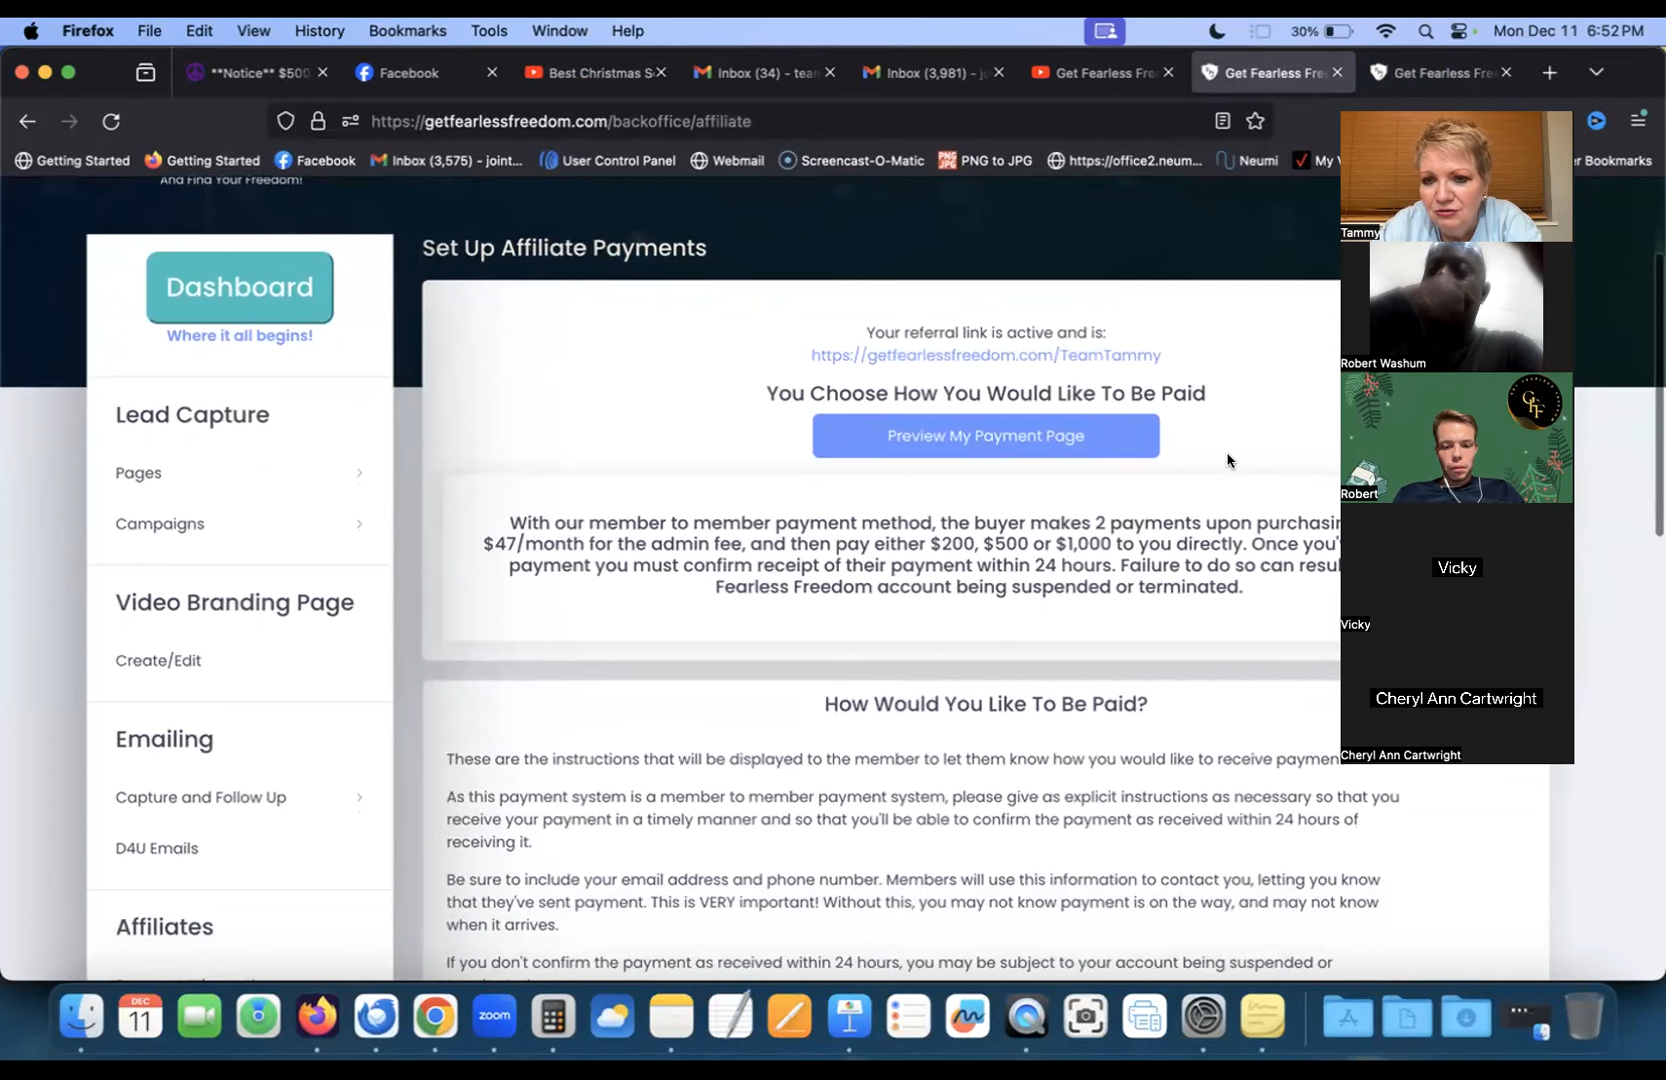 Firefox File Edit View History Bookmarks Tools Window Help 30% Mon Dec 11 6:52 PM
**Notice** $500 Facebook Best Christmas S Inbox (34) - tear Inbox (3,981) - Get Fearless Fre Get Fearless Fre Get Fearless Fre
https://getfearlessfreedom.com/backoffice/affiliate
Getting Started Getting Started Facebook Inbox (3,575) - joint... User Control Panel Webmail Screencast-O-Matic PNG to JPG https://office2.neum... Neumi My Bookmarks
And Find Your Freedom!
Dashboard
Where it all begins!
Lead Capture
Pages
Campaigns
Video Branding Page
Create/Edit
Emailing
Capture and Follow Up
D4U Emails
Affiliates
Set Up Affiliate Payments
Your referral link is active and is:
https://getfearlessfreedom.com/TeamTammy
You Choose How You Would Like To Be Paid
Preview My Payment Page
With our member to member payment method, the buyer makes 2 payments upon purchasin
$47/month for the admin fee, and then pay either $200, $500 or $1,000 to you directly. Once you'
payment you must confirm receipt of their payment within 24 hours. Failure to do so can resul
Fearless Freedom account being suspended or terminated.
How Would You Like To Be Paid?
These are the instructions that will be displayed to the member to let them know how you would like to receive paymen
As this payment system is a member to member payment system, please give as explicit instructions as necessary so that you
receive your payment in a timely manner and so that you'll be able to confirm the payment as received within 24 hours of
receiving it.
Be sure to include your email address and phone number. Members will use this information to contact you, letting you know
that they've sent payment. This is VERY important! Without this, you may not know payment is on the way, and may not know
when it arrives.
If you don't confirm the payment as received within 24 hours, you may be subject to your account being suspended or
Tammy
Robert Washum
GFF
Robert
Vicky
Vicky
Cheryl Ann Cartwright
Cheryl Ann Cartwright
DEC
11
zoom